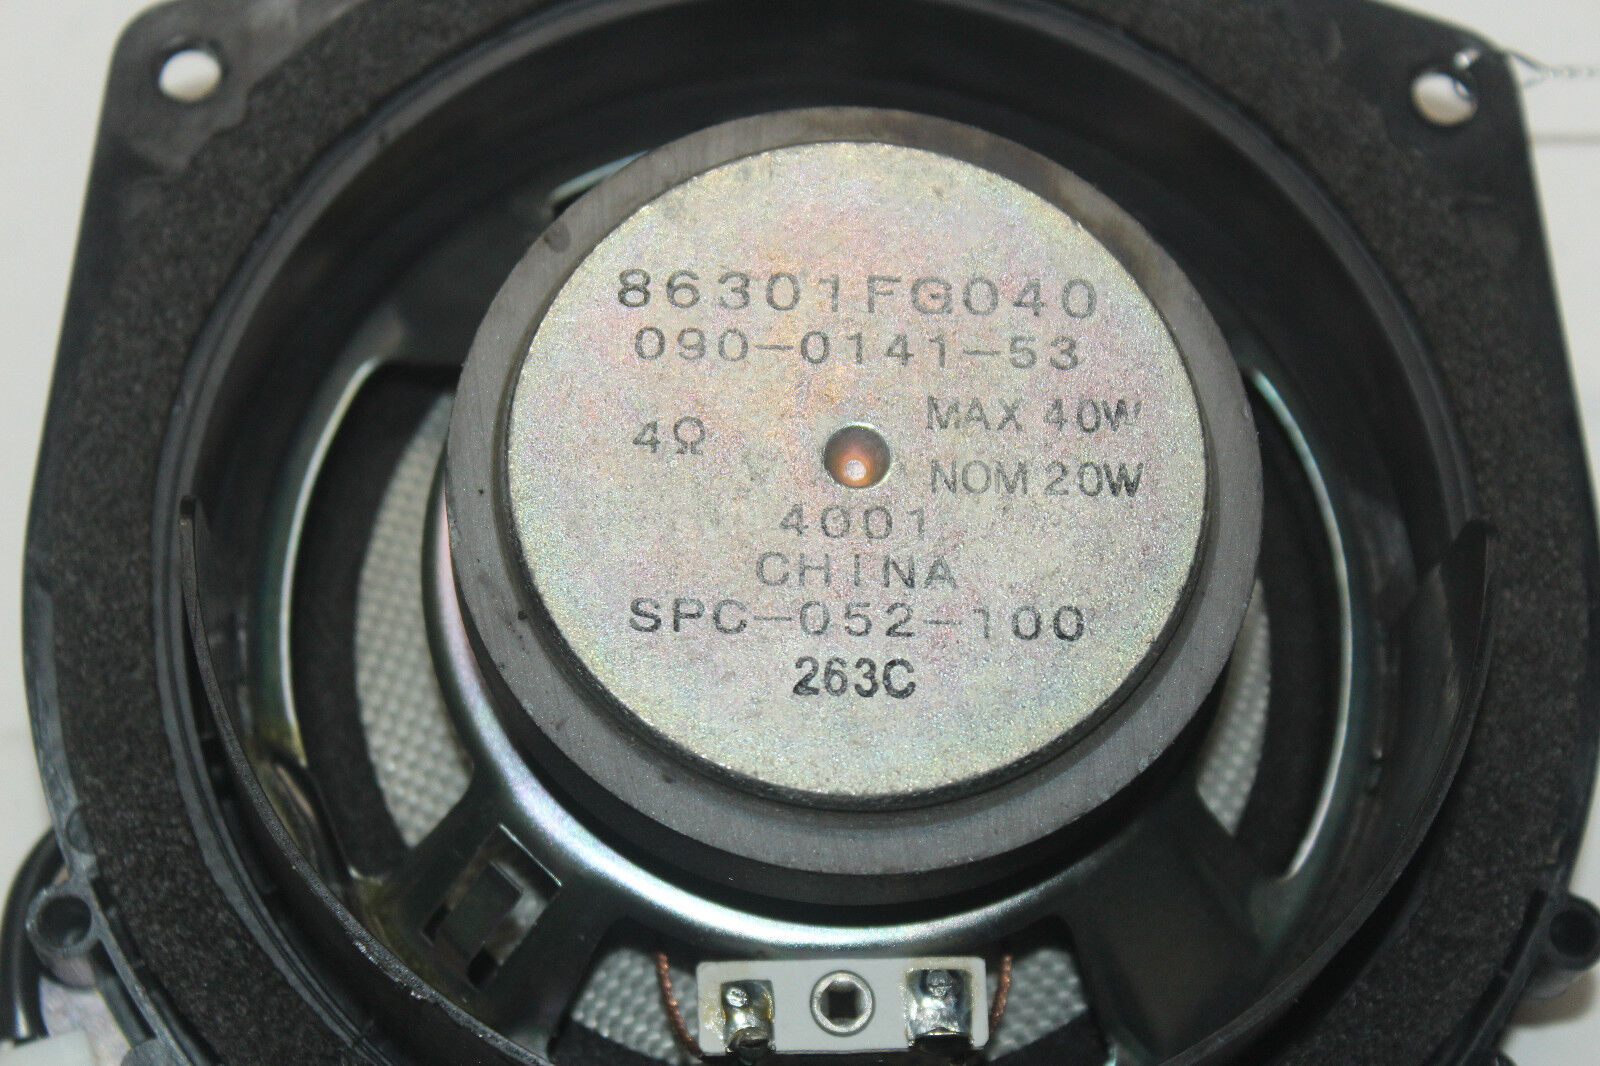 86301FG040
090-0141-53
4Ω
MAX 40W
NOM 20W
4001
CHINA
SPC-052-100
263C